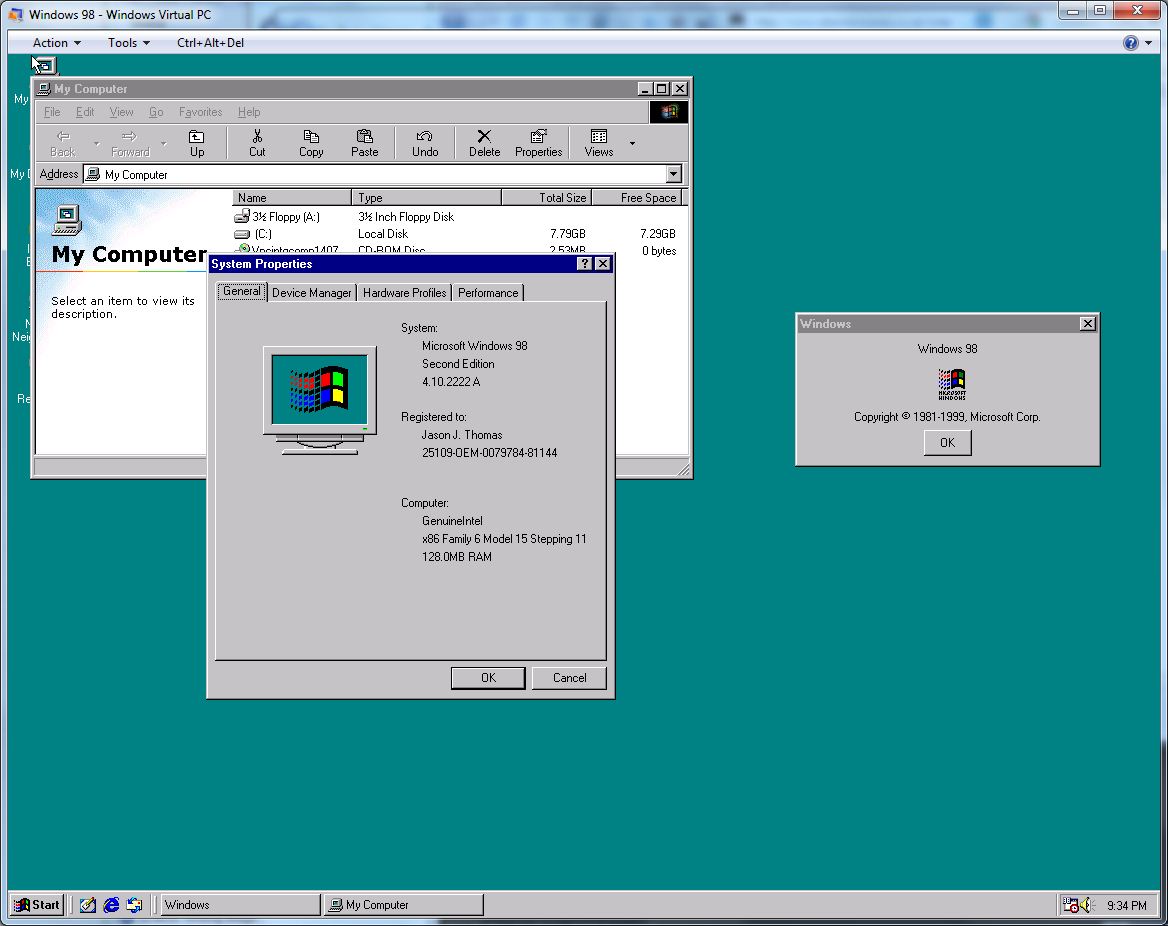 Windows 98 - Windows Virtual PC
Action Tools Ctrl+Alt+Del
My Computer
File Edit View Go Favorites Help
Back Forward Up Cut Copy Paste Undo Delete Properties Views
Address My Computer
Name Type Total Size Free Space
3½ Floppy (A:) 3½ Inch Floppy Disk
(C:) Local Disk 7.79GB 7.29GB
Vpcintgcomp1407 CD-ROM Disc 2.53MB 0 bytes
My Computer
Select an item to view its
description.
My
My
Nei
Re
System Properties
General Device Manager Hardware Profiles Performance
System:
Microsoft Windows 98
Second Edition
4.10.2222 A
Registered to:
Jason J. Thomas
25109-OEM-0079784-81144
Computer:
GenuineIntel
x86 Family 6 Model 15 Stepping 11
128.0MB RAM
OK Cancel
Windows
Windows 98
MICROSOFT
WINDOWS
Copyright © 1981-1999, Microsoft Corp.
OK
Start Windows My Computer 9:34 PM